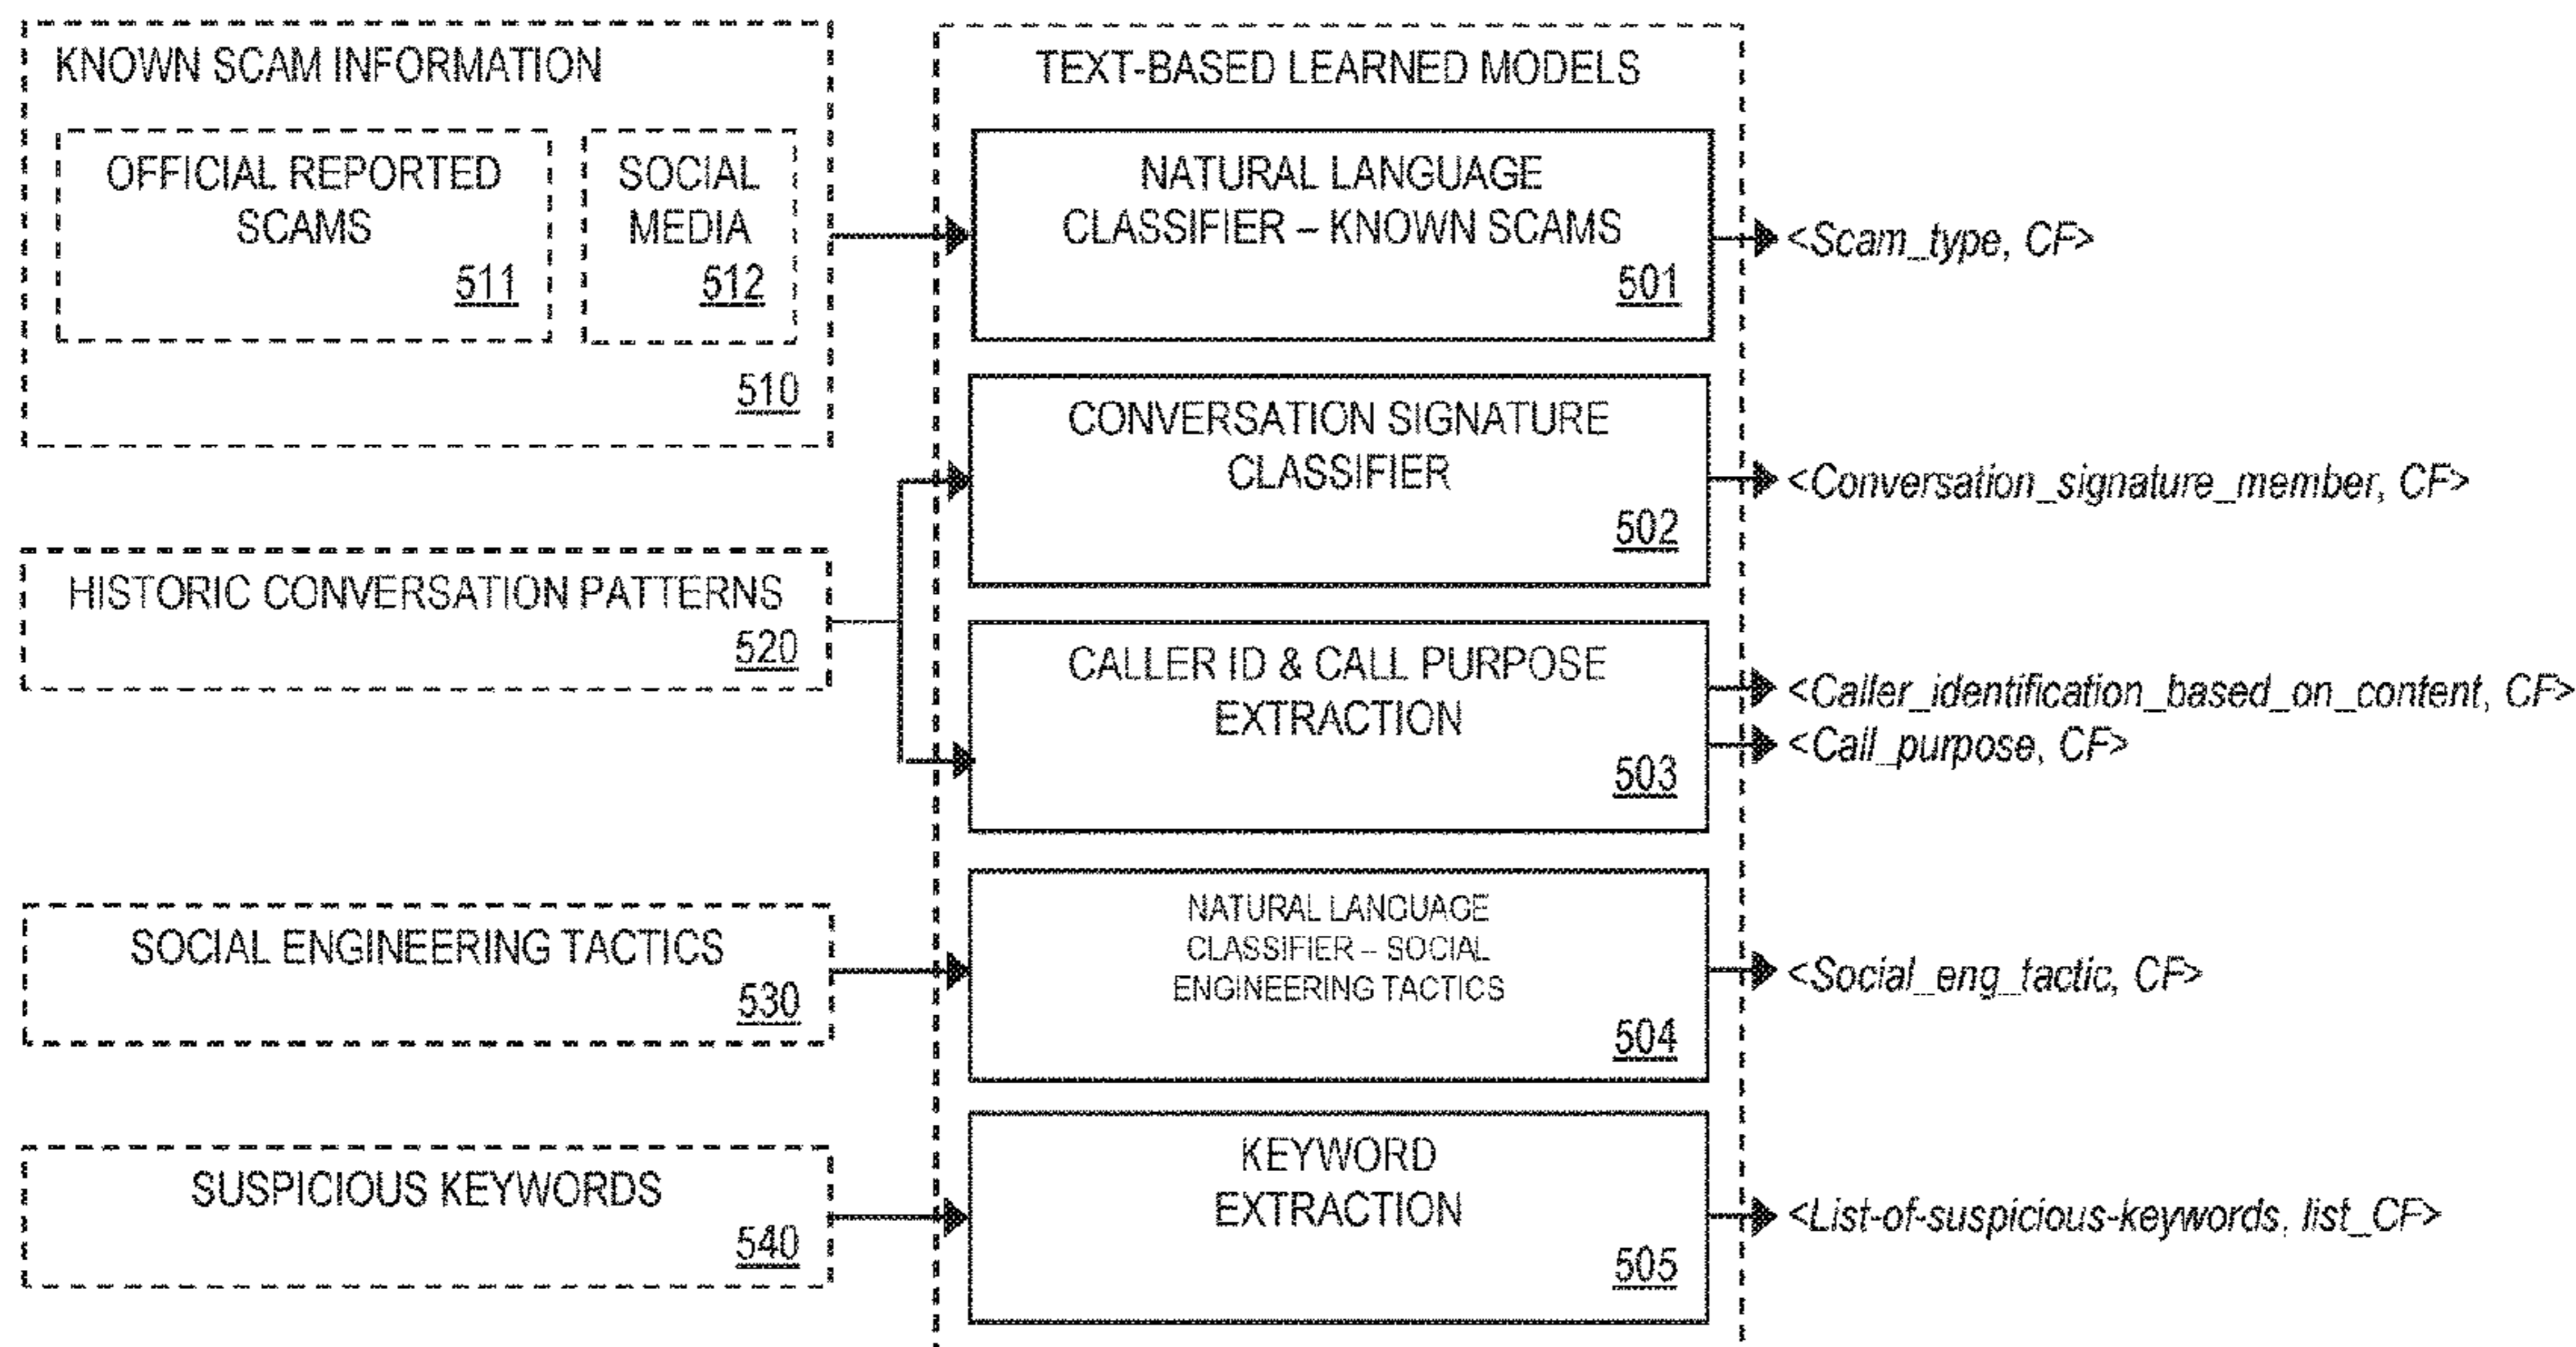 KNOWN SCAM INFORMATION
OFFICIAL REPORTED
SCAMS
511
SOCIAL
MEDIA
512
510
HISTORIC CONVERSATION PATTERNS
520
SOCIAL ENGINEERING TACTICS
530
SUSPICIOUS KEYWORDS
540
TEXT-BASED LEARNED MODELS
NATURAL LANGUAGE
CLASSIFIER – KNOWN SCAMS
501
CONVERSATION SIGNATURE
CLASSIFIER
502
CALLER ID & CALL PURPOSE
EXTRACTION
503
NATURAL LANGUAGE
CLASSIFIER – SOCIAL
ENGINEERING TACTICS
504
KEYWORD
EXTRACTION
505
<Scam_type, CF>
<Conversation_signature_member, CF>
<Caller_identification_based_on_content, CF>
<Call_purpose, CF>
<Social_eng_tactic, CF>
<List-of-suspicious-keywords, list_CF>